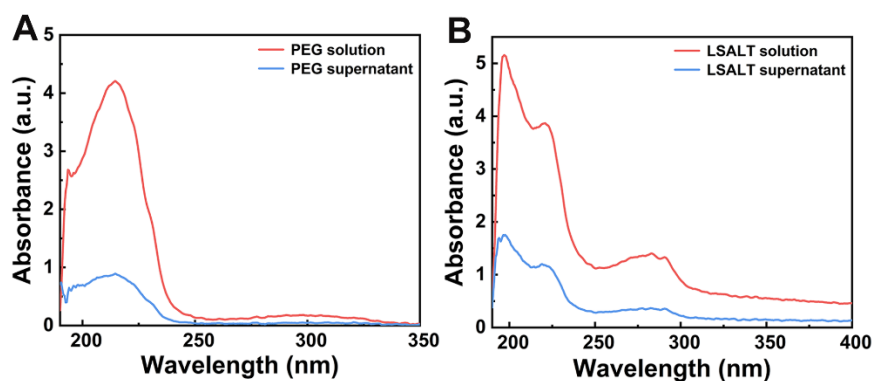 A
PEG solution
PEG supernatant
Absorbance (a.u.)
5
4
3
2
1
0
200
250
300
350
Wavelength (nm)
B
LSALT solution
LSALT supernatant
Absorbance (a.u.)
5
4
3
2
1
0
200
250
300
350
400
Wavelength (nm)